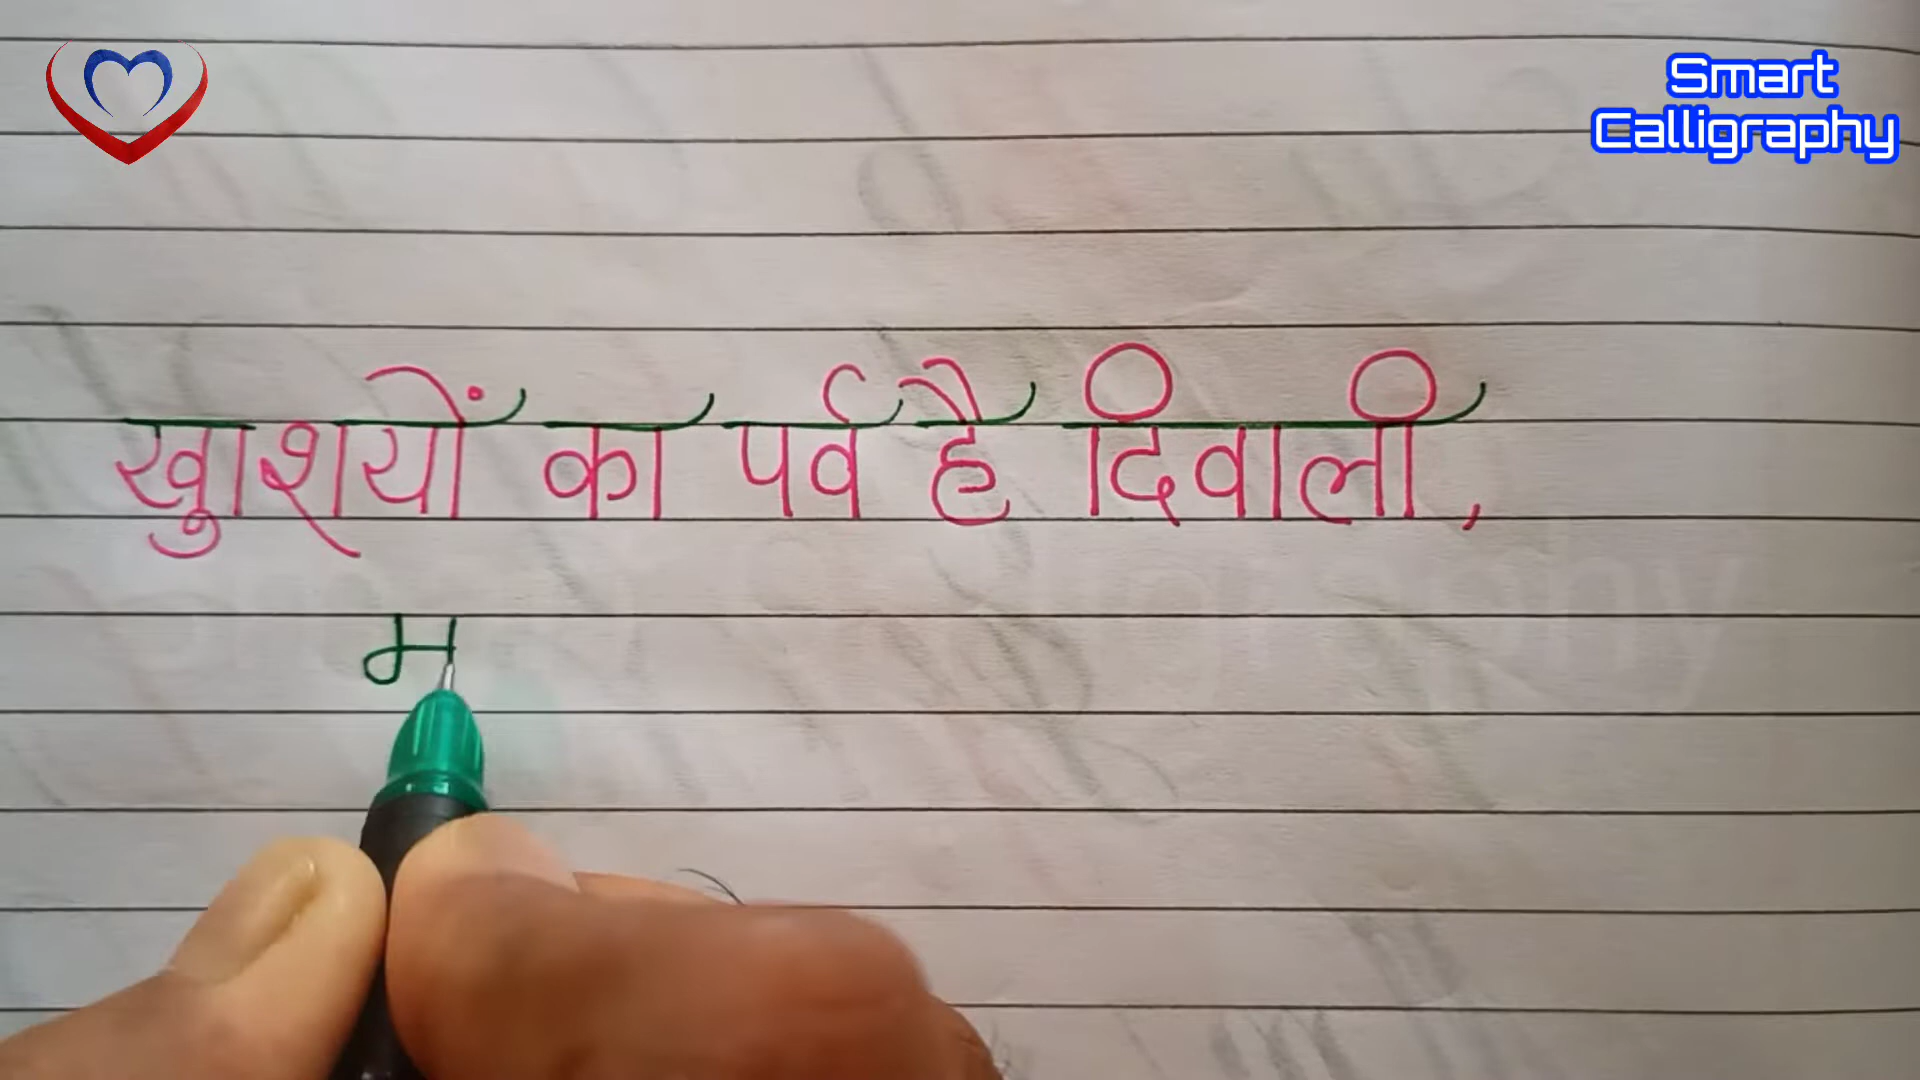 Smart
Calligraphy
खुशियों का पर्व है दिवाली,
म